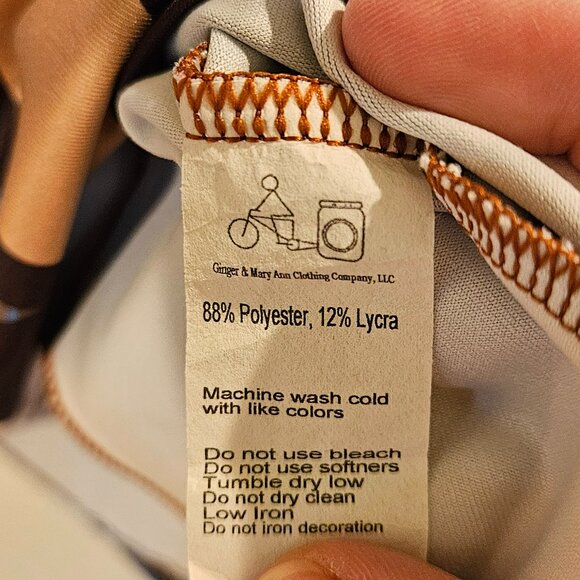 Ginger & Mary Ann Clothing Company, LLC
88% Polyester, 12% Lycra
Machine wash cold
with like colors
Do not use bleach
Do not use softners
Tumble dry low
Do not dry clean
Low Iron
Do not iron decoration